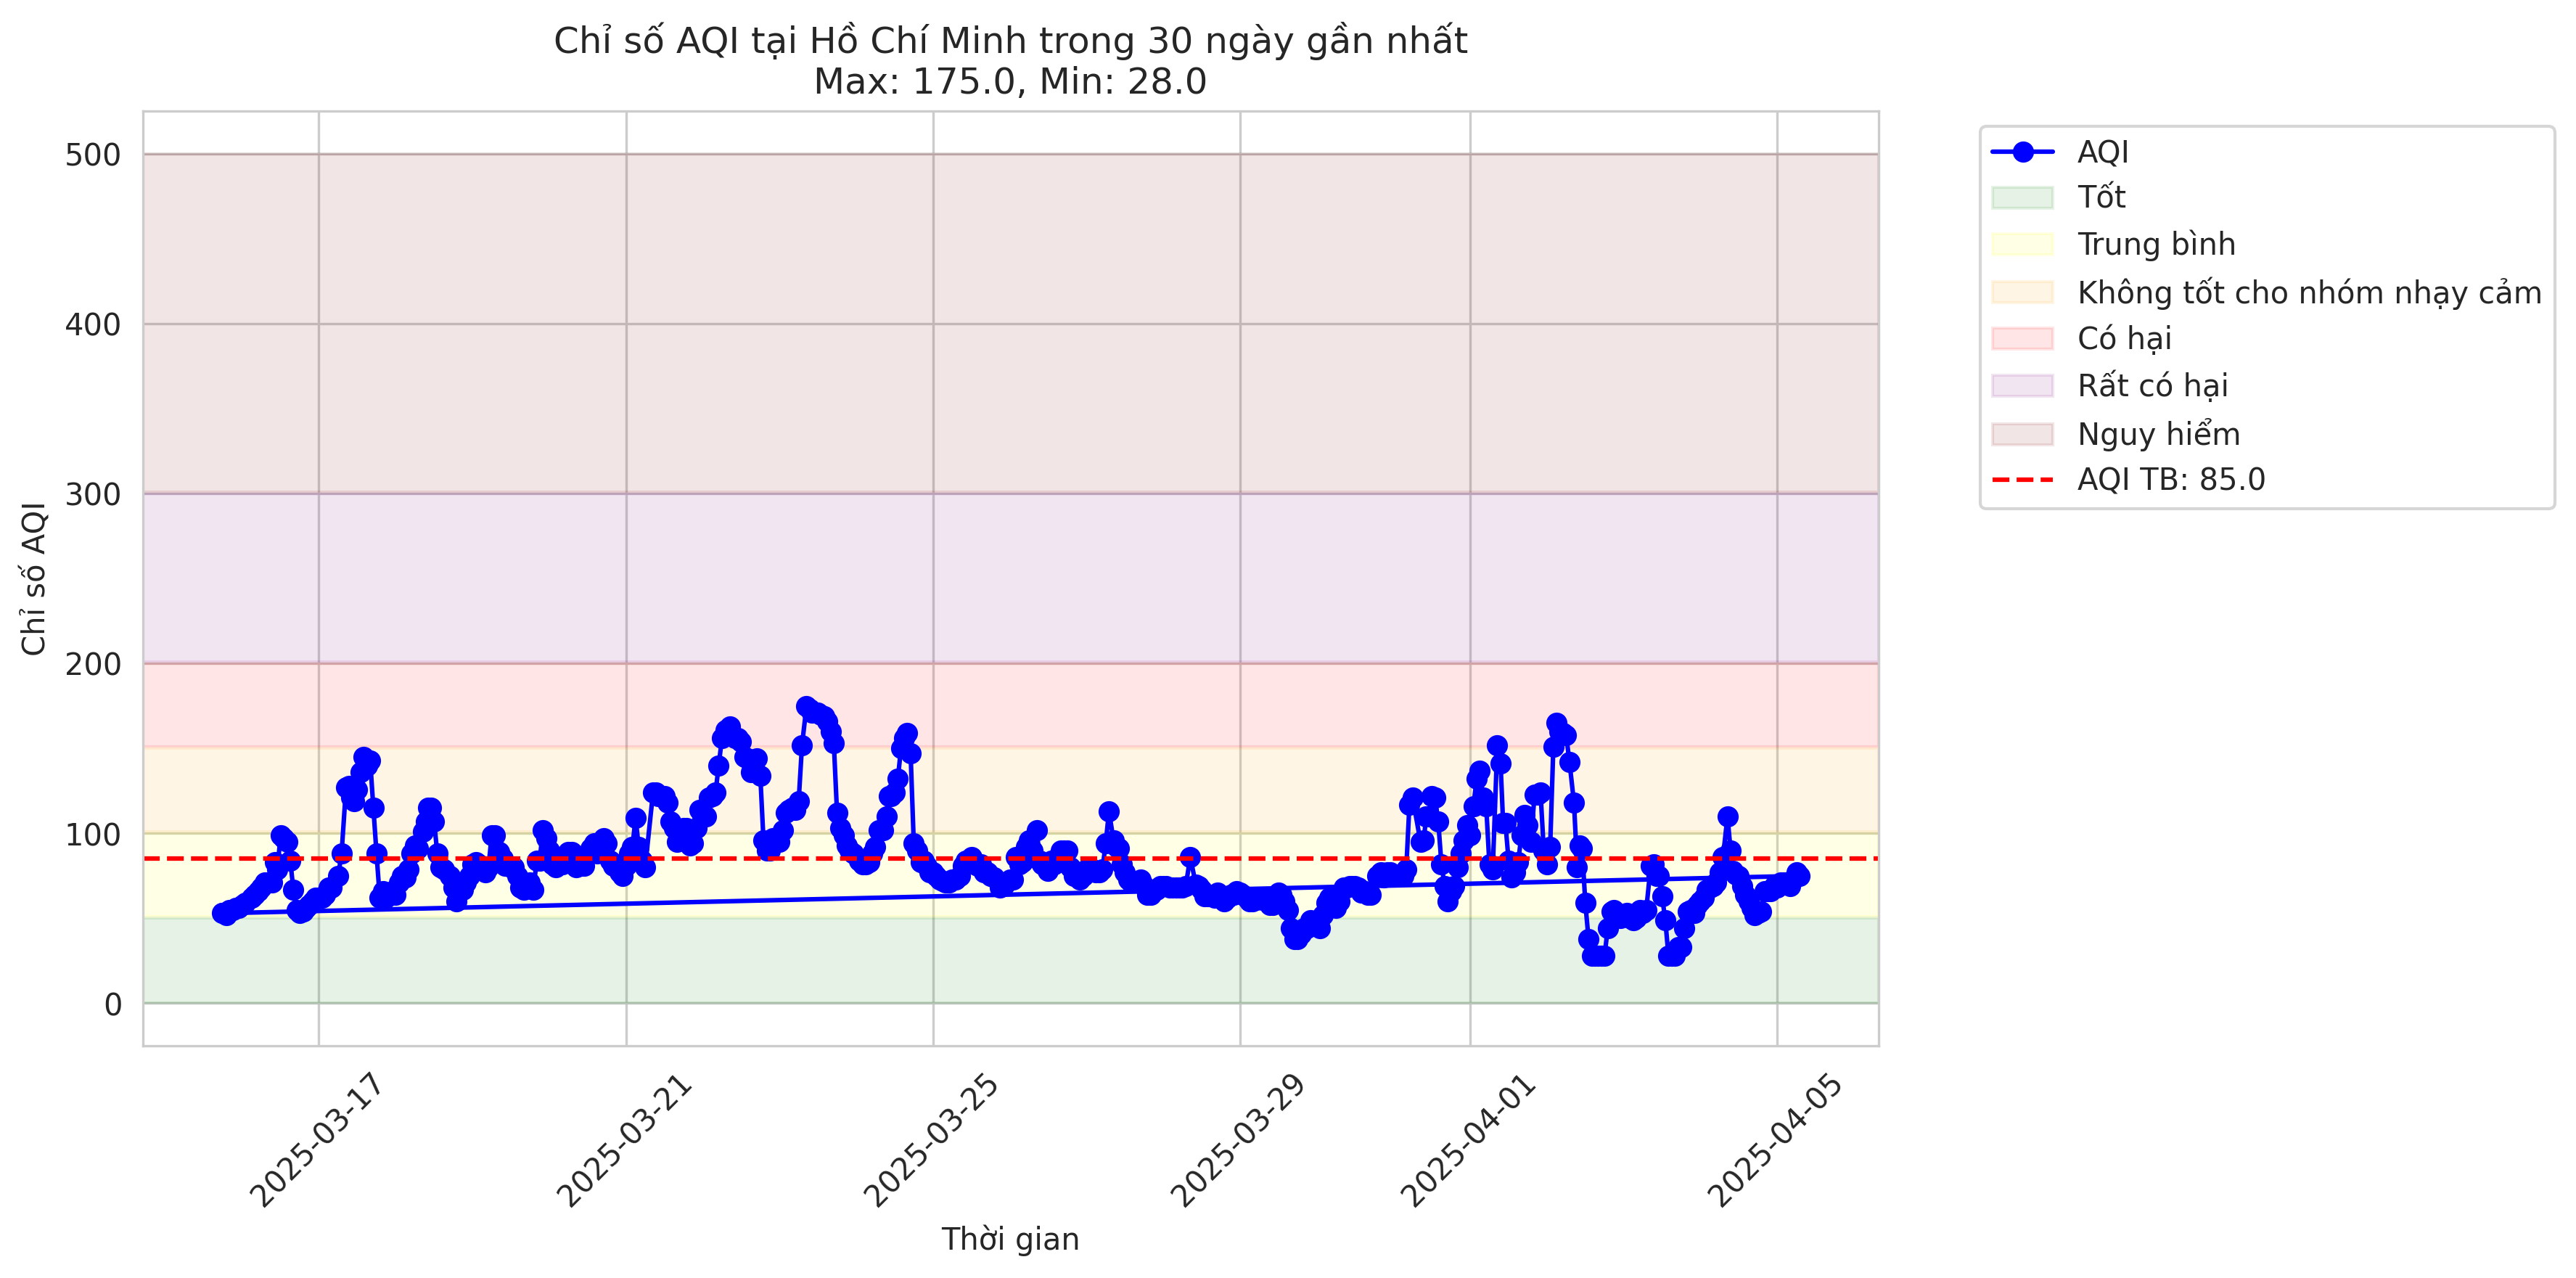 Chỉ số AQI tại Hồ Chí Minh trong 30 ngày gần nhất
Max: 175.0, Min: 28.0
Chỉ số AQI
500
400
300
200
100
0
2025-03-17
2025-03-21
2025-03-25
2025-03-29
2025-04-01
2025-04-05
Thời gian
AQI
Tốt
Trung bình
Không tốt cho nhóm nhạy cảm
Có hại
Rất có hại
Nguy hiểm
AQI TB: 85.0